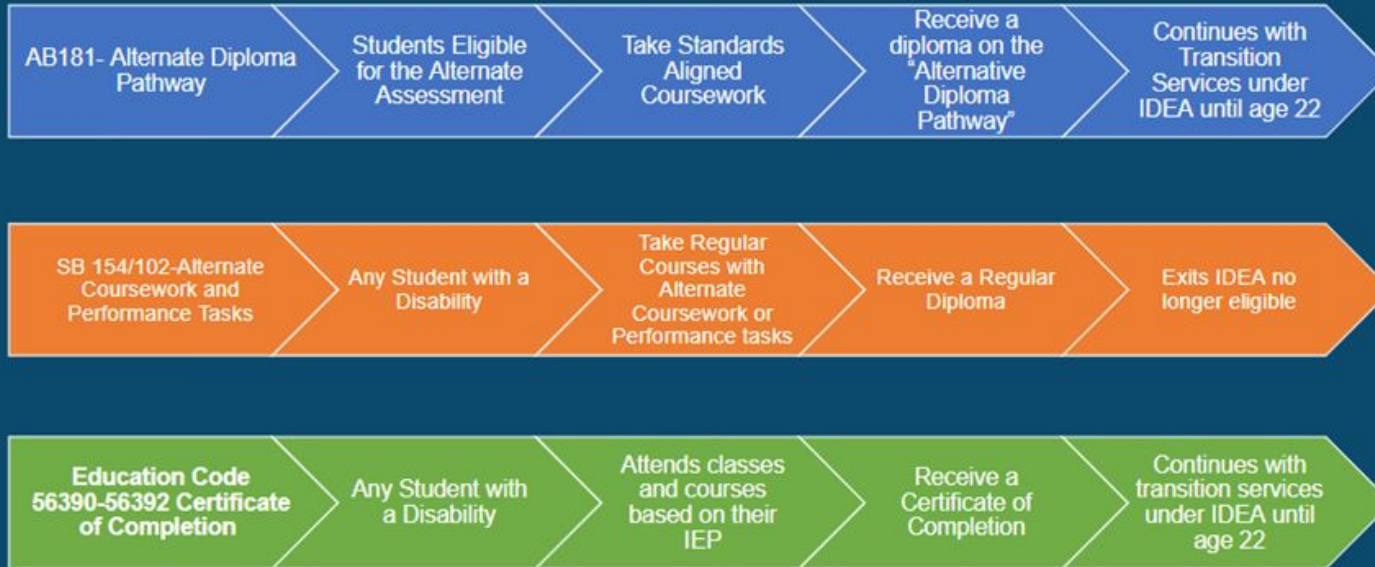 AB181- Alternate Diploma
Pathway
Students Eligible
for the Alternate
Assessment
Take Standards
Aligned
Coursework
Receive a
diploma on the
"Alternative
Diploma
Pathway"
Continues with
Transition
Services under
IDEA until age 22
SB 154/102-Alternate
Coursework and
Performance Tasks
Any Student with a
Disability
Take Regular
Courses with
Alternate
Coursework or
Performance tasks
Receive a Regular
Diploma
Exits IDEA no
longer eligible
Education Code
56390-56392 Certificate
of Completion
Any Student with
a Disability
Attends classes
and courses
based on their
IEP
Receive a
Certificate of
Completion
Continues with
transition services
under IDEA until
age 22